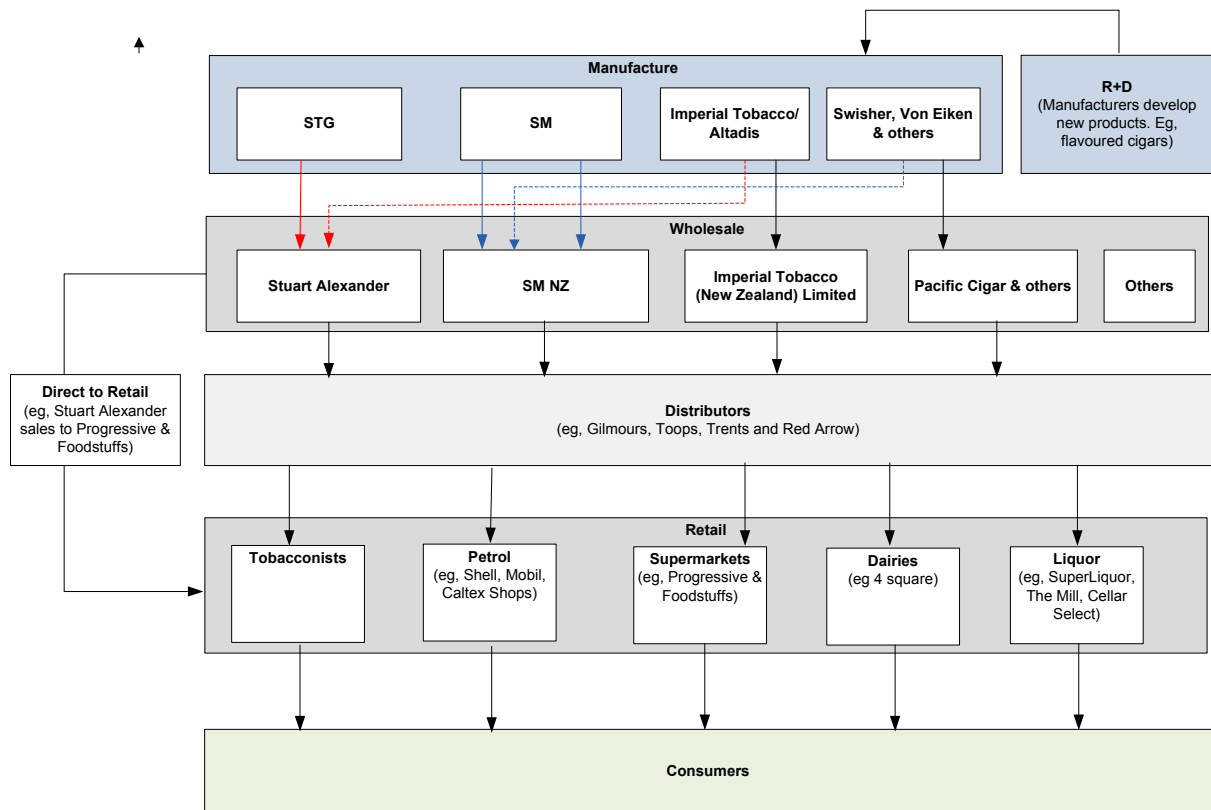 Manufacture
STG
SM
Imperial Tobacco/
Altadis
Swisher, Von Eiken
& others
R+D
(Manufacturers develop
new products. Eg,
flavoured cigars)
Wholesale
Stuart Alexander
SM NZ
Imperial Tobacco
(New Zealand) Limited
Pacific Cigar & others
Others
Direct to Retail
(eg, Stuart Alexander
sales to Progressive &
Foodstuffs)
Distributors
(eg, Gilmours, Toops, Trents and Red Arrow)
Retail
Tobacconists
Petrol
(eg, Shell, Mobil,
Caltex Shops)
Supermarkets
(eg, Progressive &
Foodstuffs)
Dairies
(eg 4 square)
Liquor
(eg, SuperLiquor,
The Mill, Cellar
Select)
Consumers